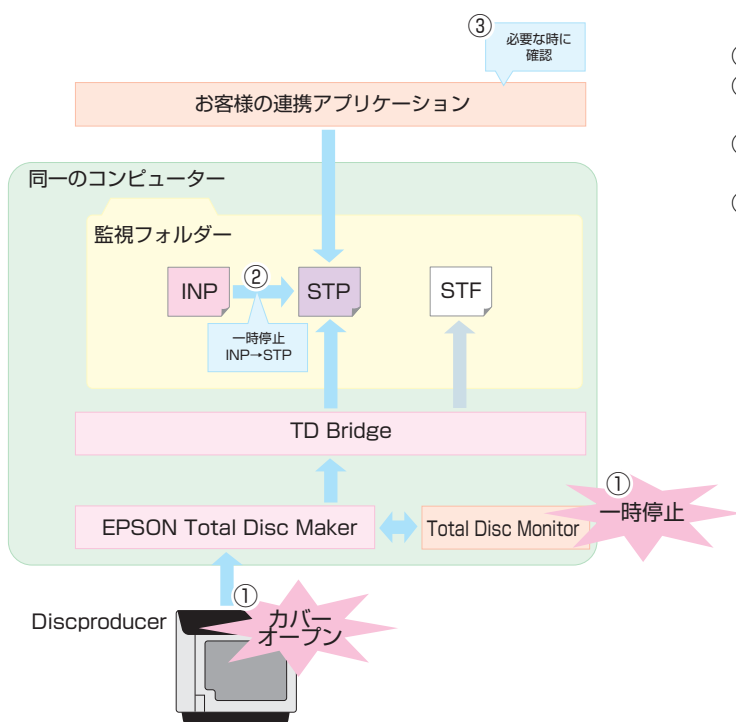 ③
必要な時に
確認
お客様の連携アプリケーション
同一のコンピューター
監視フォルダー
INP
②
STP
STF
一時停止
INP→STP
TD Bridge
①
一時停止
EPSON Total Disc Maker
Total Disc Monitor
①
Discproducer
カバー
オープン